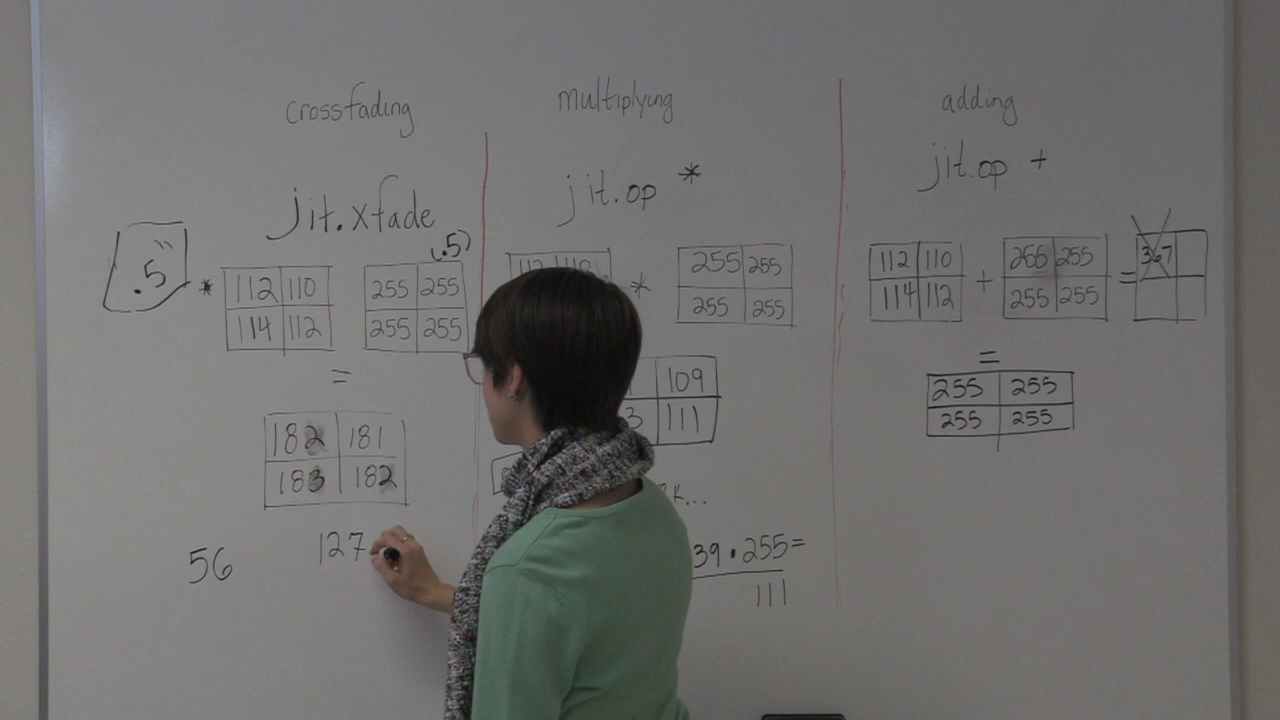 crossfading
jit.xfade
.5 * 112 110 255 255 (.5)
114 112 255 255
=
182 181
183 182
56 127
multiplying
jit.op *
* 255 255
255 255
109
3 111
K...
39 • 255 =
111
adding
jit.op +
112 110 + 255 255 = 367
114 112 255 255
=
255 255
255 255